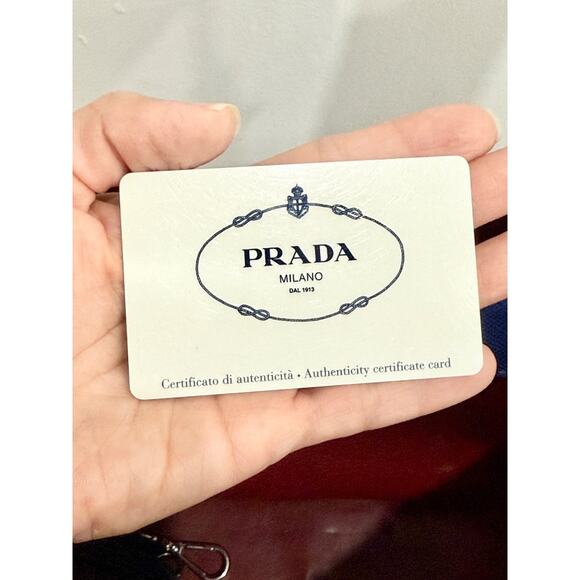 PRADA
MILANO
DAL 1913
Certificato di autenticità • Authenticity certificate card